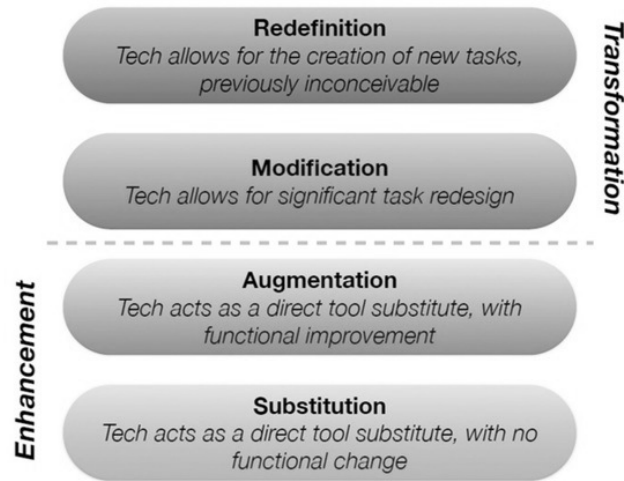 Redefinition
Tech allows for the creation of new tasks,
previously inconceivable
Modification
Tech allows for significant task redesign
Transformation
Augmentation
Tech acts as a direct tool substitute, with
functional improvement
Substitution
Tech acts as a direct tool substitute, with no
functional change
Enhancement